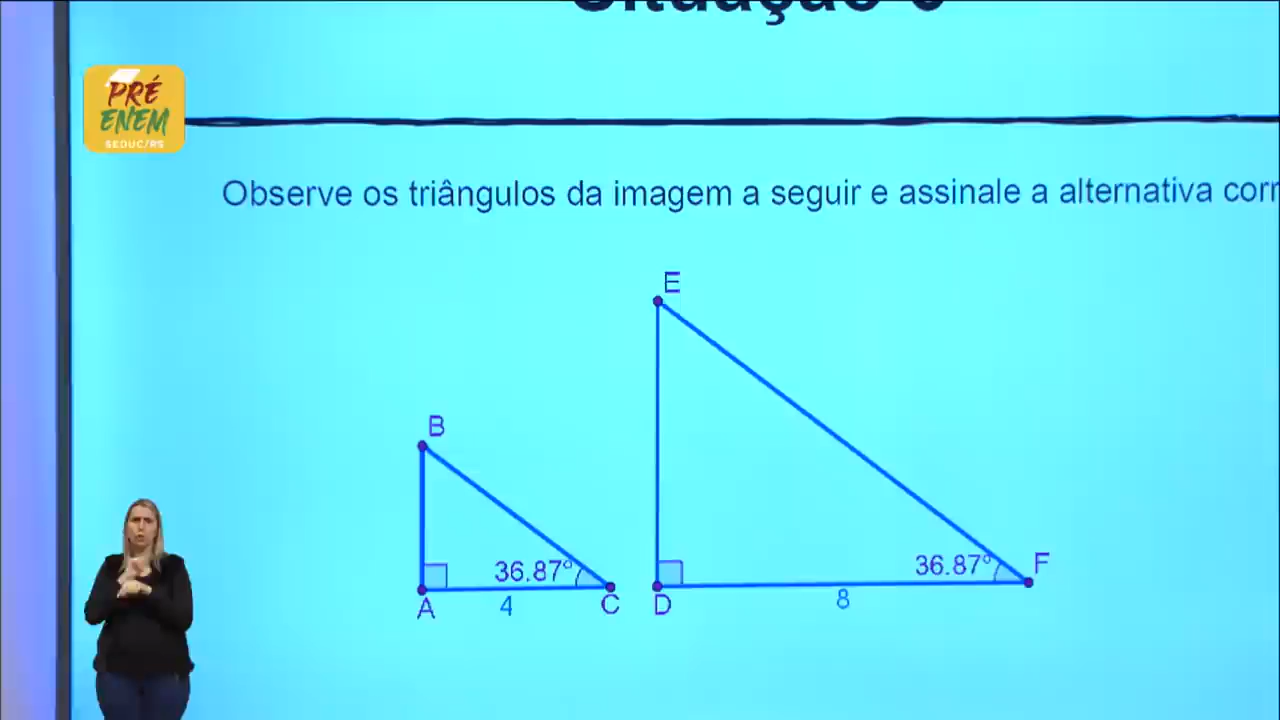 PRÉ
ENEM
SEDUC/RS
Observe os triângulos da imagem a seguir e assinale a alternativa
E
B
36.87°
36.87°
F
A
4
C
D
8